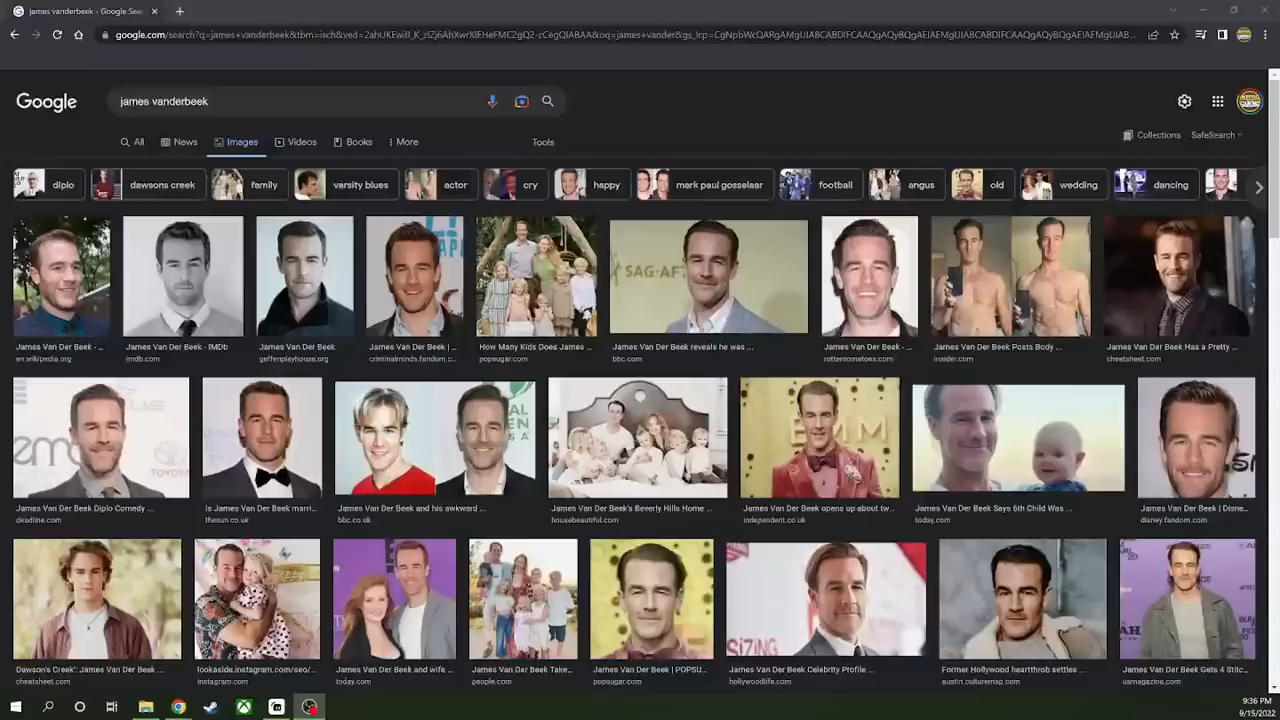 james vanderbeek - Google Sea
google.com/search?q=james+vanderbeek&tbm=isch&ved=
Google
james vanderbeek
All News Images Videos Books More Tools
Collections SafeSearch
diplo dawsons creek family varsity blues actor cry happy mark paul gosselaar football angus old wedding dancing
SAG-AFT
James Van Der Beek - ...
en.wikipedia.org
James Van Der Beek - IMDb
imdb.com
James Van Der Beek - ...
geffenplayhouse.org
James Van Der Beek | ...
criminalminds.fandom.c...
How Many Kids Does James ...
popsugar.com
James Van Der Beek reveals he was ...
bbc.com
James Van Der Beek - ...
rottentomatoes.com
James Van Der Beek Posts Body ...
insider.com
James Van Der Beek Has a Pretty ...
cheatsheet.com
TOYO
EMM
James Van Der Beek Diplo Comedy ...
deadline.com
Is James Van Der Beek marri...
thesun.co.uk
James Van Der Beek and his awkward ...
bbc.co.uk
James Van Der Beek's Beverly Hills Home ...
housebeautiful.com
James Van Der Beek opens up about tw...
independent.co.uk
James Van Der Beek Says 6th Child Was ...
today.com
James Van Der Beek | Disne...
disney.fandom.com
SIZING
Dawson's Creek': James Van Der Beek ...
cheatsheet.com
lookaside.instagram.com/seo/...
instagram.com
James Van Der Beek and wife ...
today.com
James Van Der Beek Take...
people.com
James Van Der Beek | POPSU...
popsugar.com
James Van Der Beek Celebrity Profile ...
hollywoodlife.com
Former Hollywood heartthrob settles ...
austin.culturemap.com
James Van Der Beek Gets 4 Stitc...
usmagazine.com
9:36 PM
9/15/2022